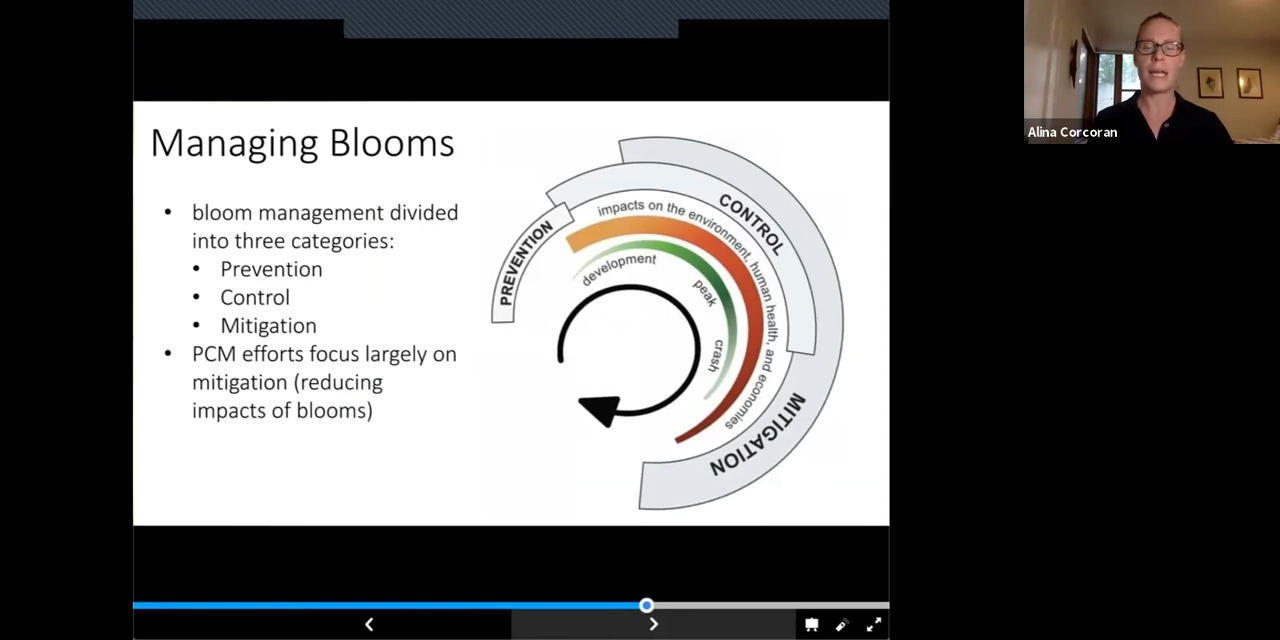 Managing Blooms
• bloom management divided
into three categories:
• Prevention
• Control
• Mitigation
• PCM efforts focus largely on
mitigation (reducing
impacts of blooms)
PREVENTION
CONTROL
MITIGATION
impacts on the environment, human health, and economies
development
peak
crash
Alina Corcoran